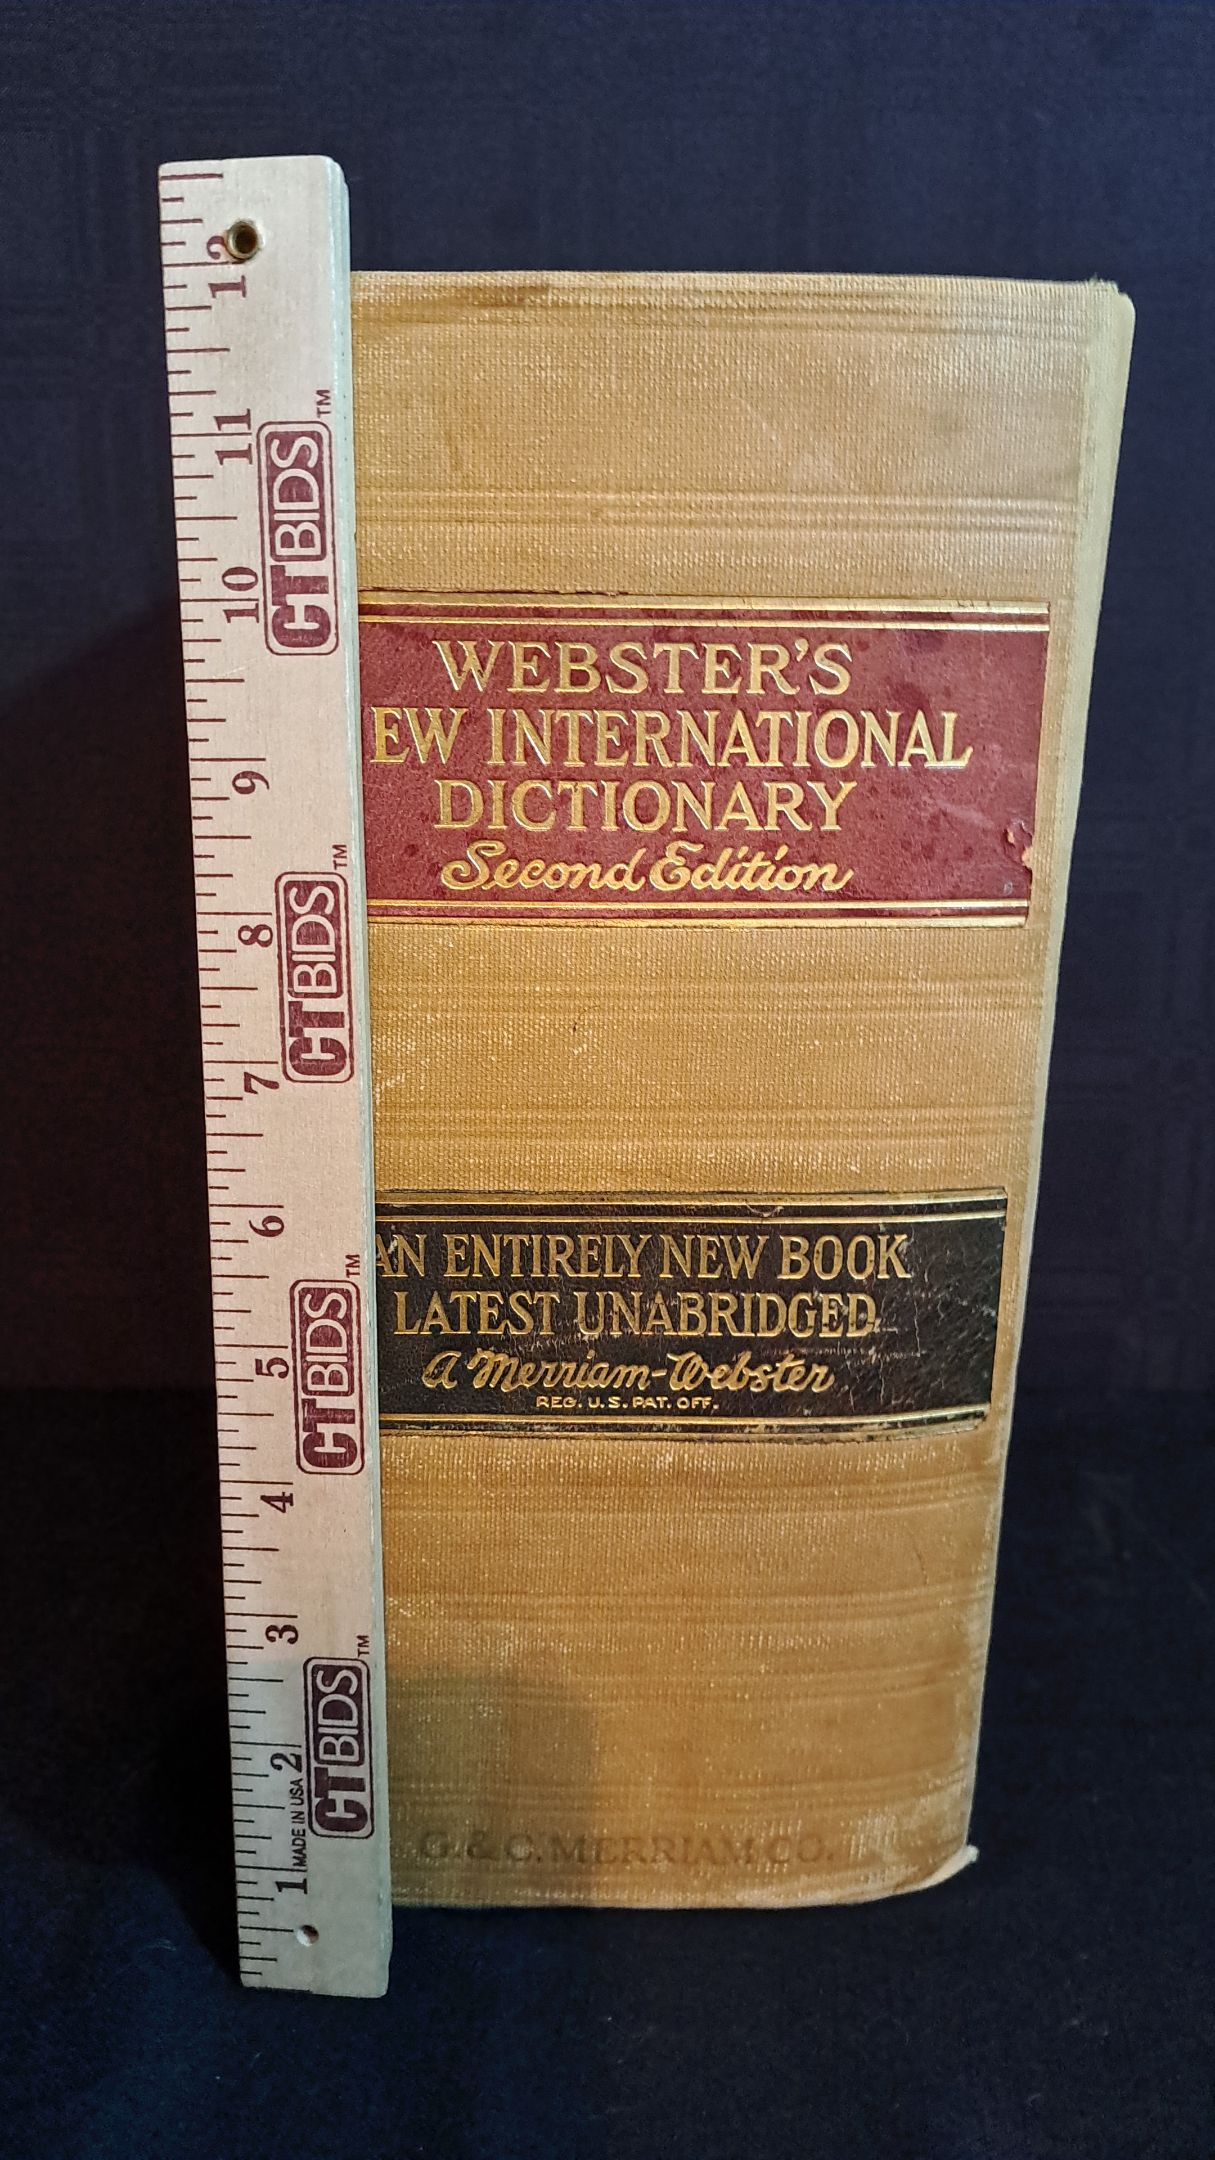 WEBSTER'S
EW INTERNATIONAL
DICTIONARY
Second Edition
AN ENTIRELY NEW BOOK
LATEST UNABRIDGED
A Merriam-Webster
REG. U.S. PAT. OFF.
G. & C. MERRIAM CO.
1 2 3 4 5 6 7 8 9 10 11 12
MADE IN USA
CTBIDS™
CTBIDS™
CTBIDS™
CTBIDS™